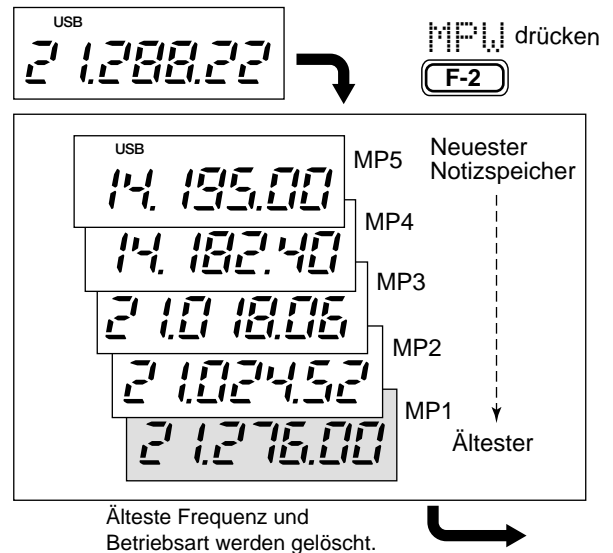 USB
21.288.22
MPW drücken
F-2
USB
14.195.00
MP5
Neuester
Notizspeicher
14.182.40
MP4
21.018.06
MP3
21.024.52
MP2
21.276.00
MP1
Ältester
Älteste Frequenz und
Betriebsart werden gelöscht.